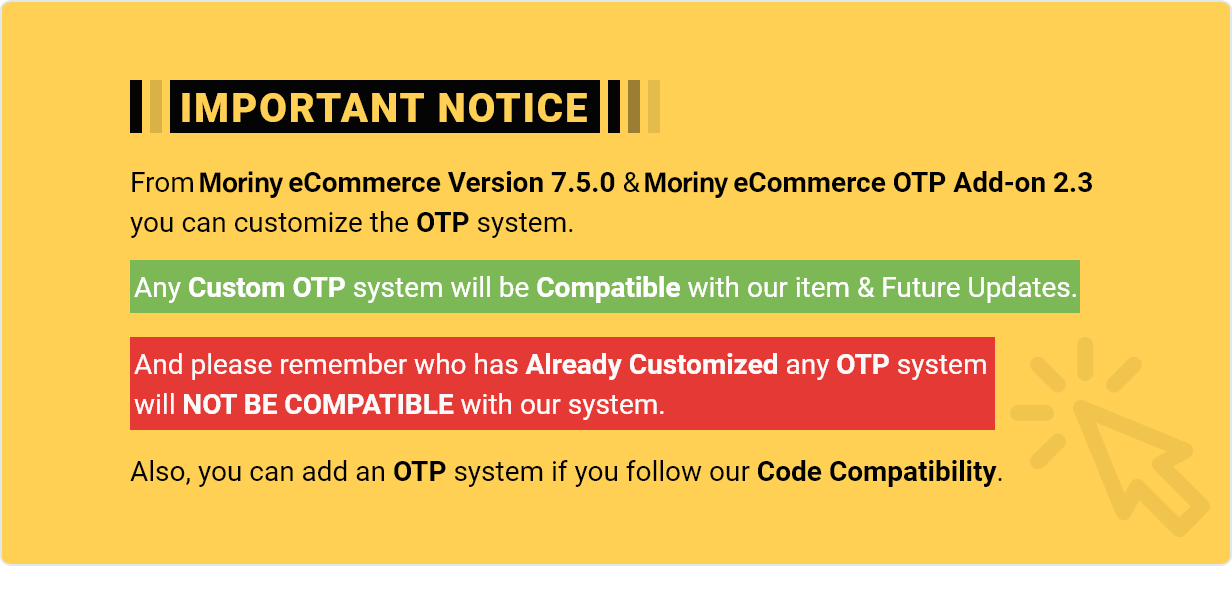 IMPORTANT NOTICE
From Moriny eCommerce Version 7.5.0 & Moriny eCommerce OTP Add-on 2.3
you can customize the OTP system.
Any Custom OTP system will be Compatible with our item & Future Updates.
And please remember who has Already Customized any OTP system
will NOT BE COMPATIBLE with our system.
Also, you can add an OTP system if you follow our Code Compatibility.